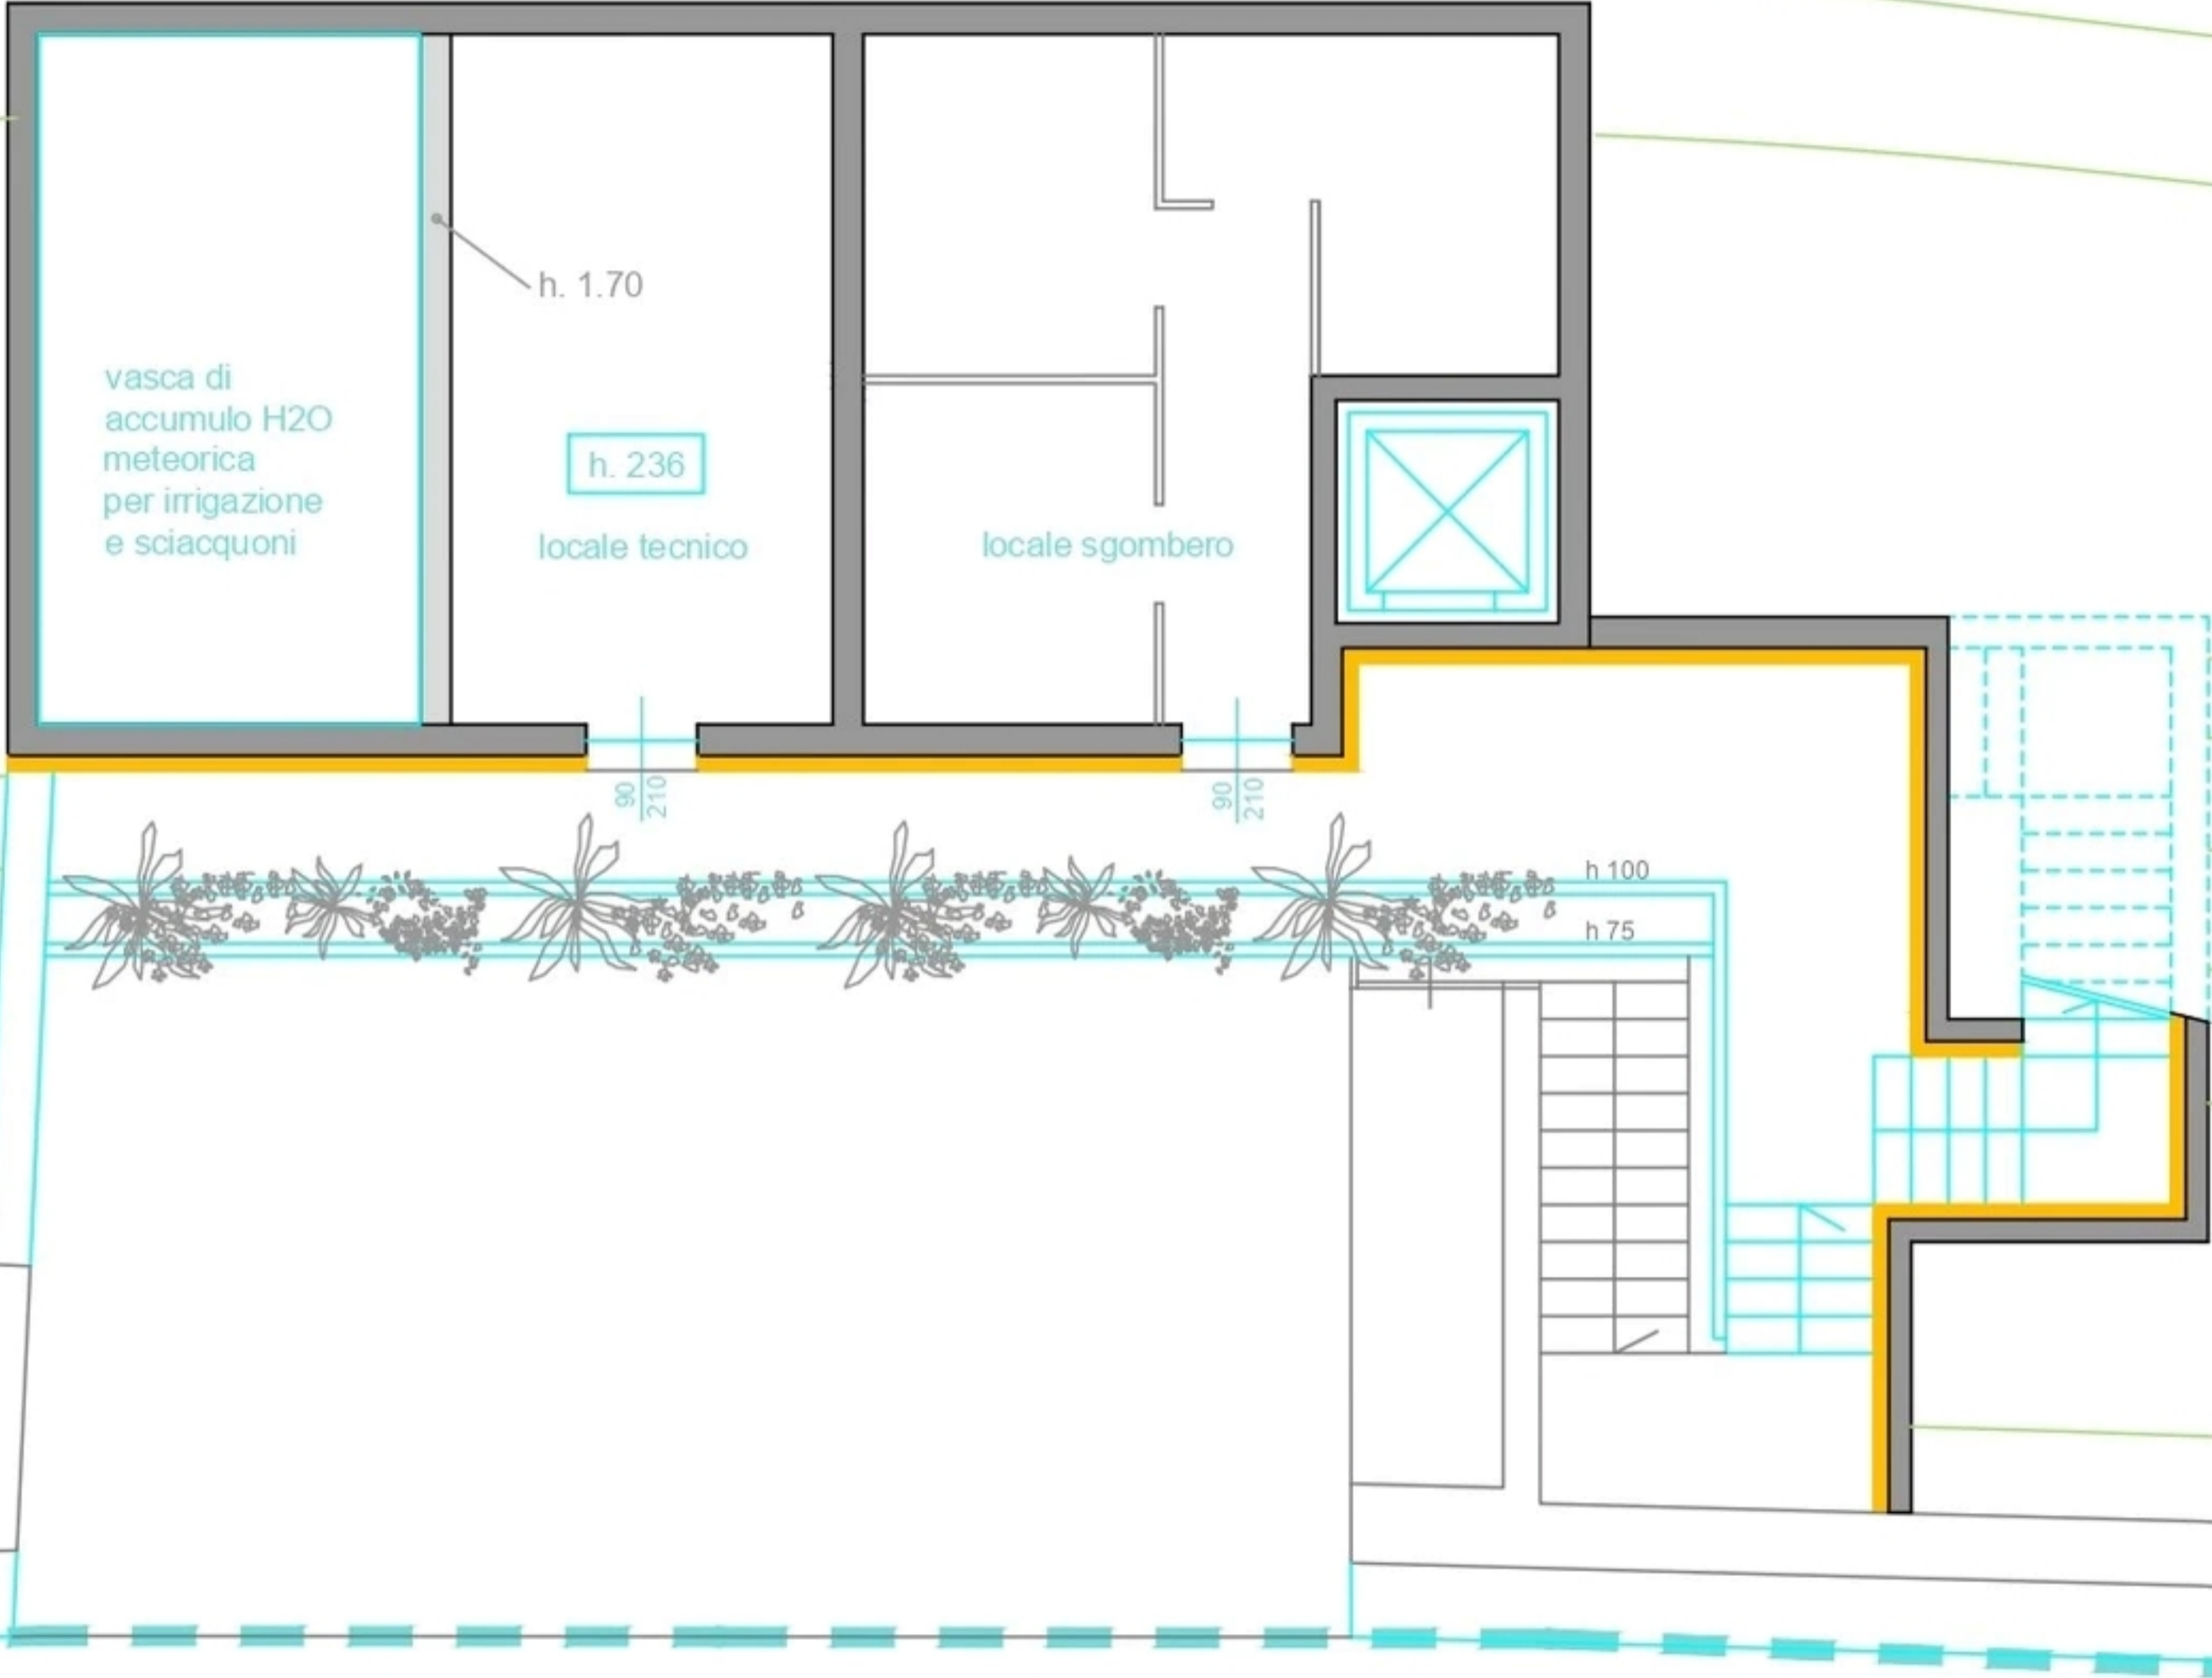 h. 1.70
vasca di
accumulo H2O
meteorica
per irrigazione
e sciacquoni
h. 236
locale tecnico
locale sgombero
90
210
90
210
h 100
h 75